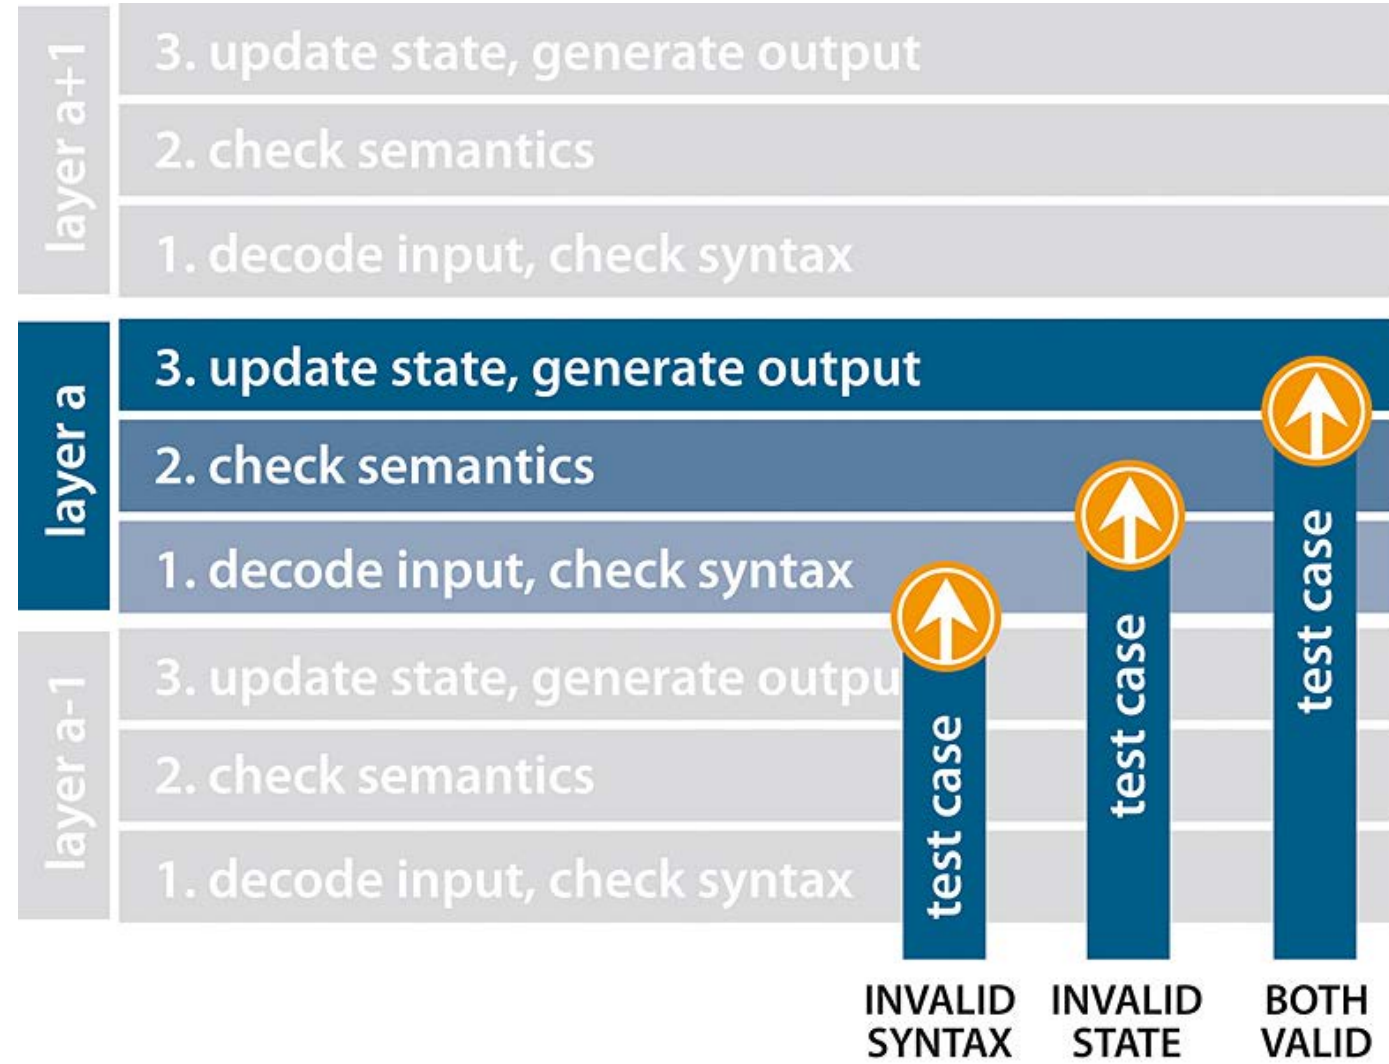 layer a+1
3. update state, generate output
2. check semantics
1. decode input, check syntax
layer a
3. update state, generate output
2. check semantics
1. decode input, check syntax
layer a-1
3. update state, generate outpu
2. check semantics
1. decode input, check syntax
test case
test case
test case
INVALID
SYNTAX
INVALID
STATE
BOTH
VALID